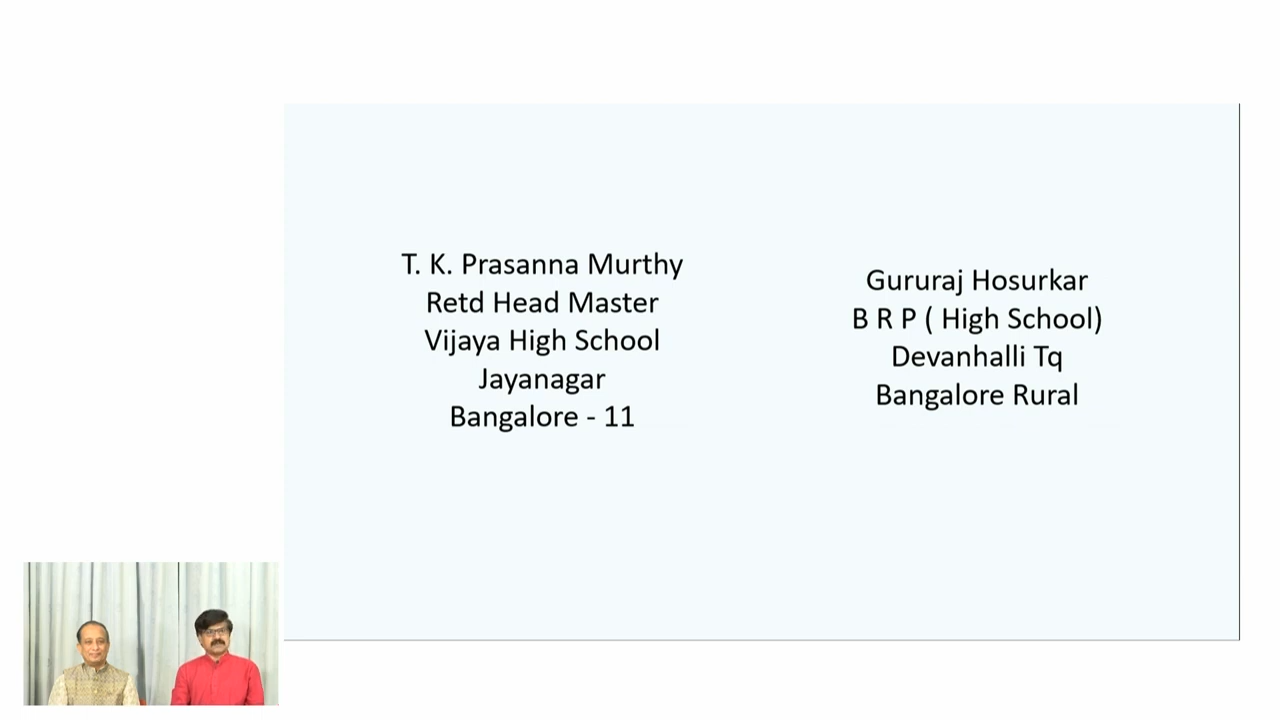 T. K. Prasanna Murthy
Retd Head Master
Vijaya High School
Jayanagar
Bangalore - 11
Gururaj Hosurkar
B R P ( High School)
Devanhalli Tq
Bangalore Rural